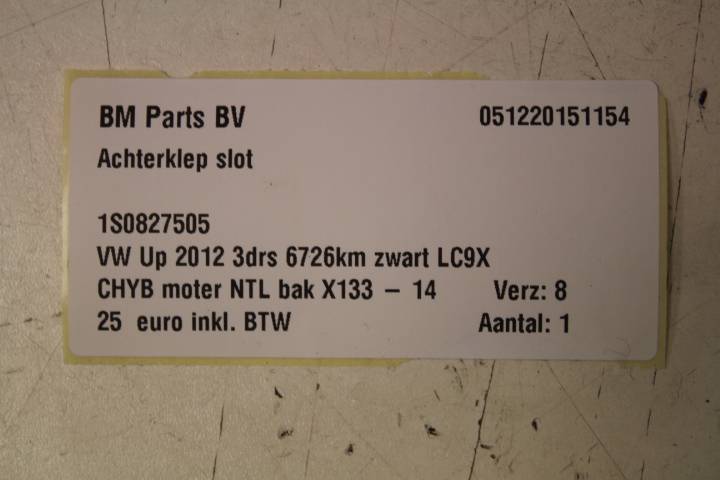 BM Parts BV 051220151154
Achterklep slot
1S0827505
VW Up 2012 3drs 6726km zwart LC9X
CHYB moter NTL bak X133 – 14 Verz: 8
25 euro inkl. BTW Aantal: 1